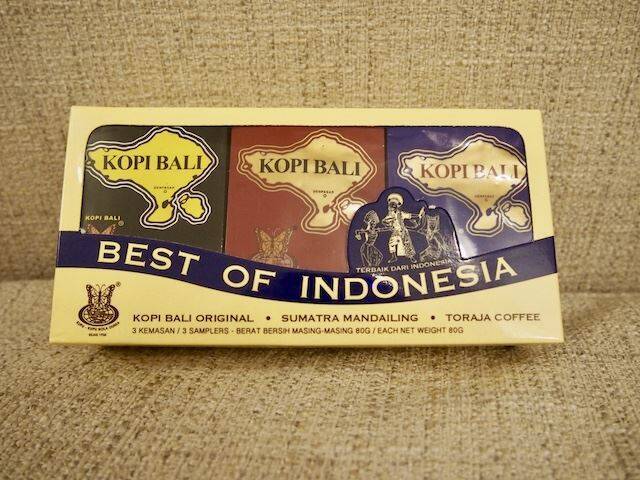 KOPI BALI
DENPASAR
KOPI BALI
KOPI BALI
DENPASAR
KOPI BALI
TERBAIK DARI INDONESIA
BEST OF INDONESIA
KOPI BALI ORIGINAL • SUMATRA MANDAILING • TORAJA COFFEE
3 KEMASAN / 3 SAMPLERS - BERAT BERSIH MASING-MASING 80G / EACH NET WEIGHT 80G